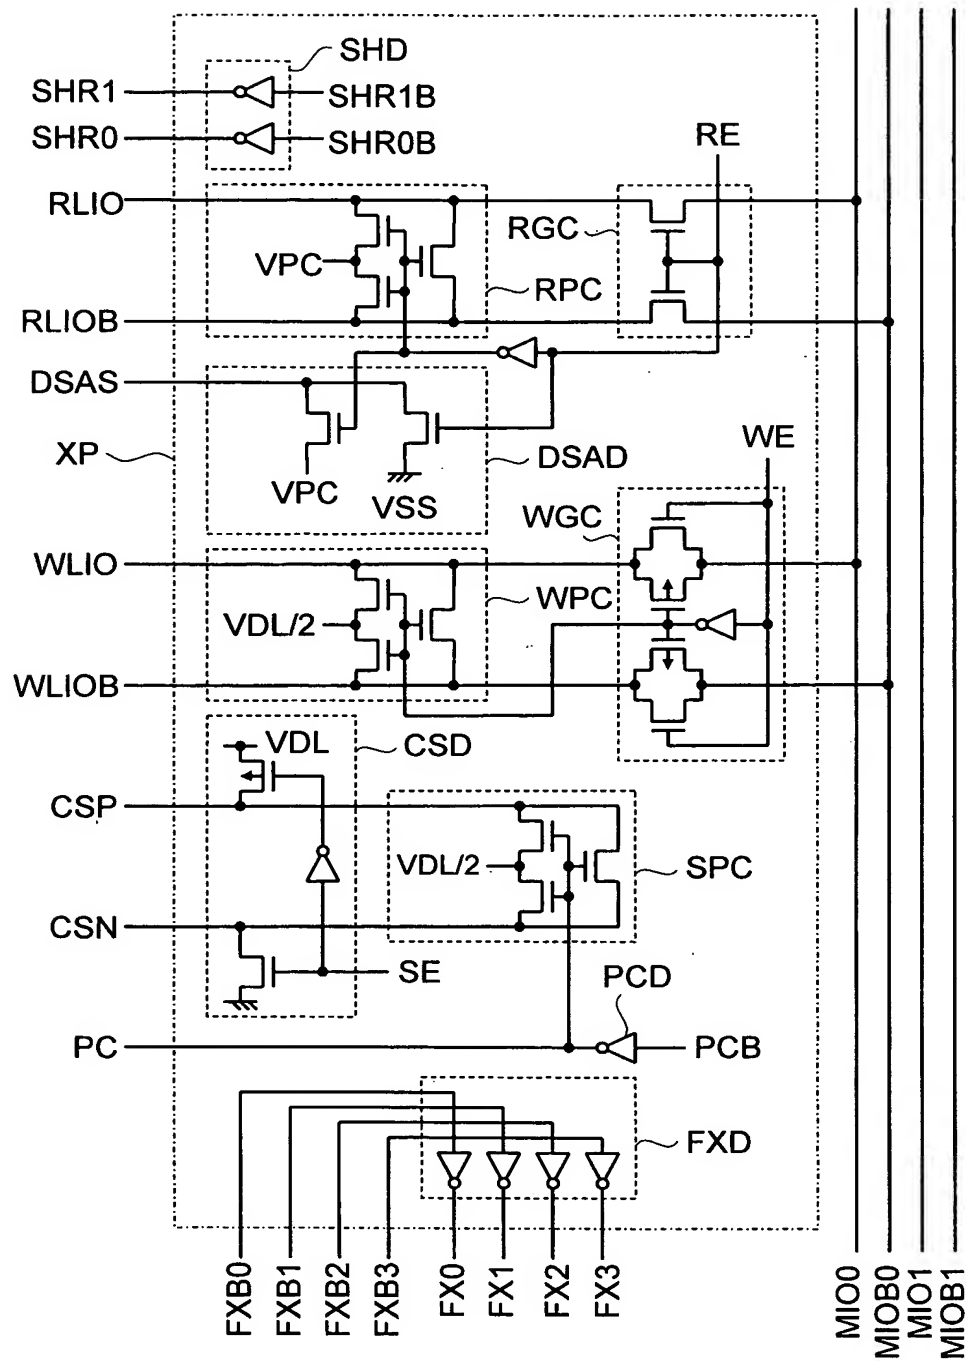 SHD
SHR1
SHR1B
SHR0
SHR0B
RE
RLIO
RGC
VPC
RPC
RLIOB
DSAS
XP
DSAD
WE
VPC
VSS
WGC
WLIO
WPC
VDL/2
WLIOB
VDL
CSD
CSP
VDL/2
SPC
CSN
SE
PCD
PC
PCB
FXD
FXB0
FXB1
FXB2
FXB3
FX0
FX1
FX2
FX3
MIO0
MIOB0
MIO1
MIOB1